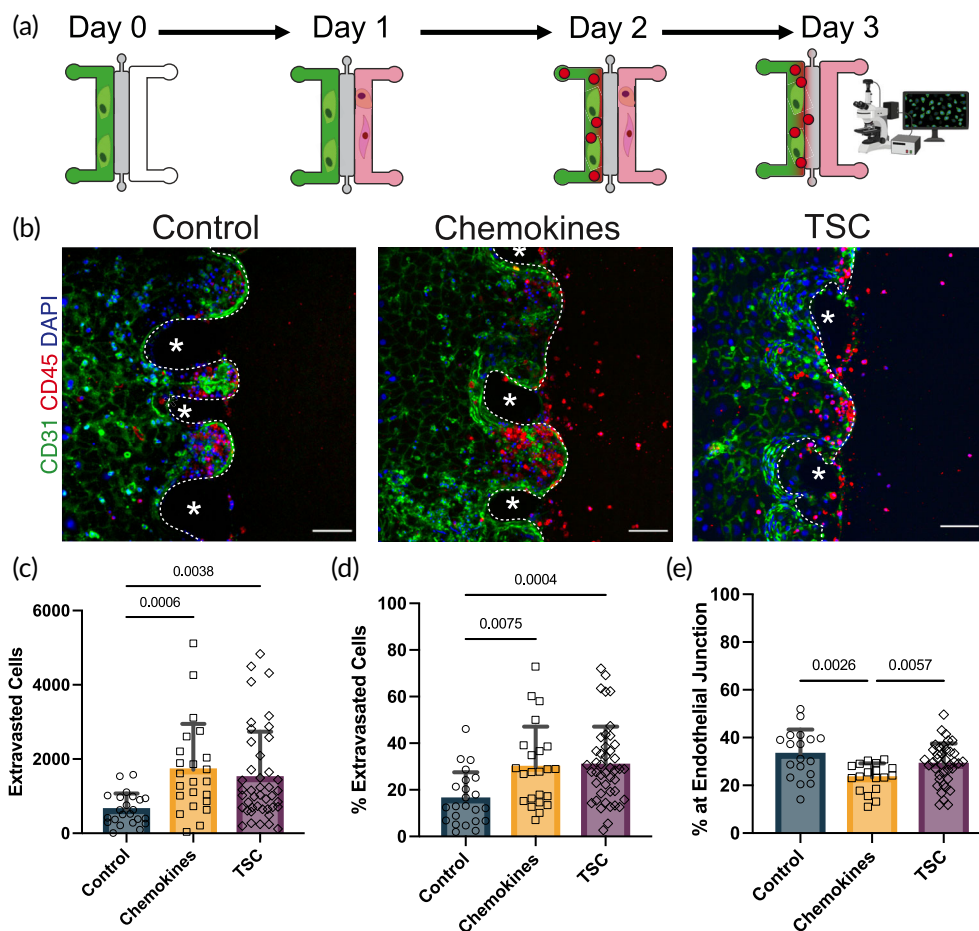 (a) Day 0 Day 1 Day 2 Day 3
(b) Control Chemokines TSC
CD31 CD45 DAPI
* * * * * * * *
(c) (d) (e)
0.0038
0.0006
Extravasted Cells
6000
4000
2000
0
Control Chemokines TSC
0.0004
0.0075
% Extravasated Cells
100
80
60
40
20
0
Control Chemokines TSC
0.0026 0.0057
% at Endothelial Junction
100
80
60
40
20
0
Control Chemokines TSC